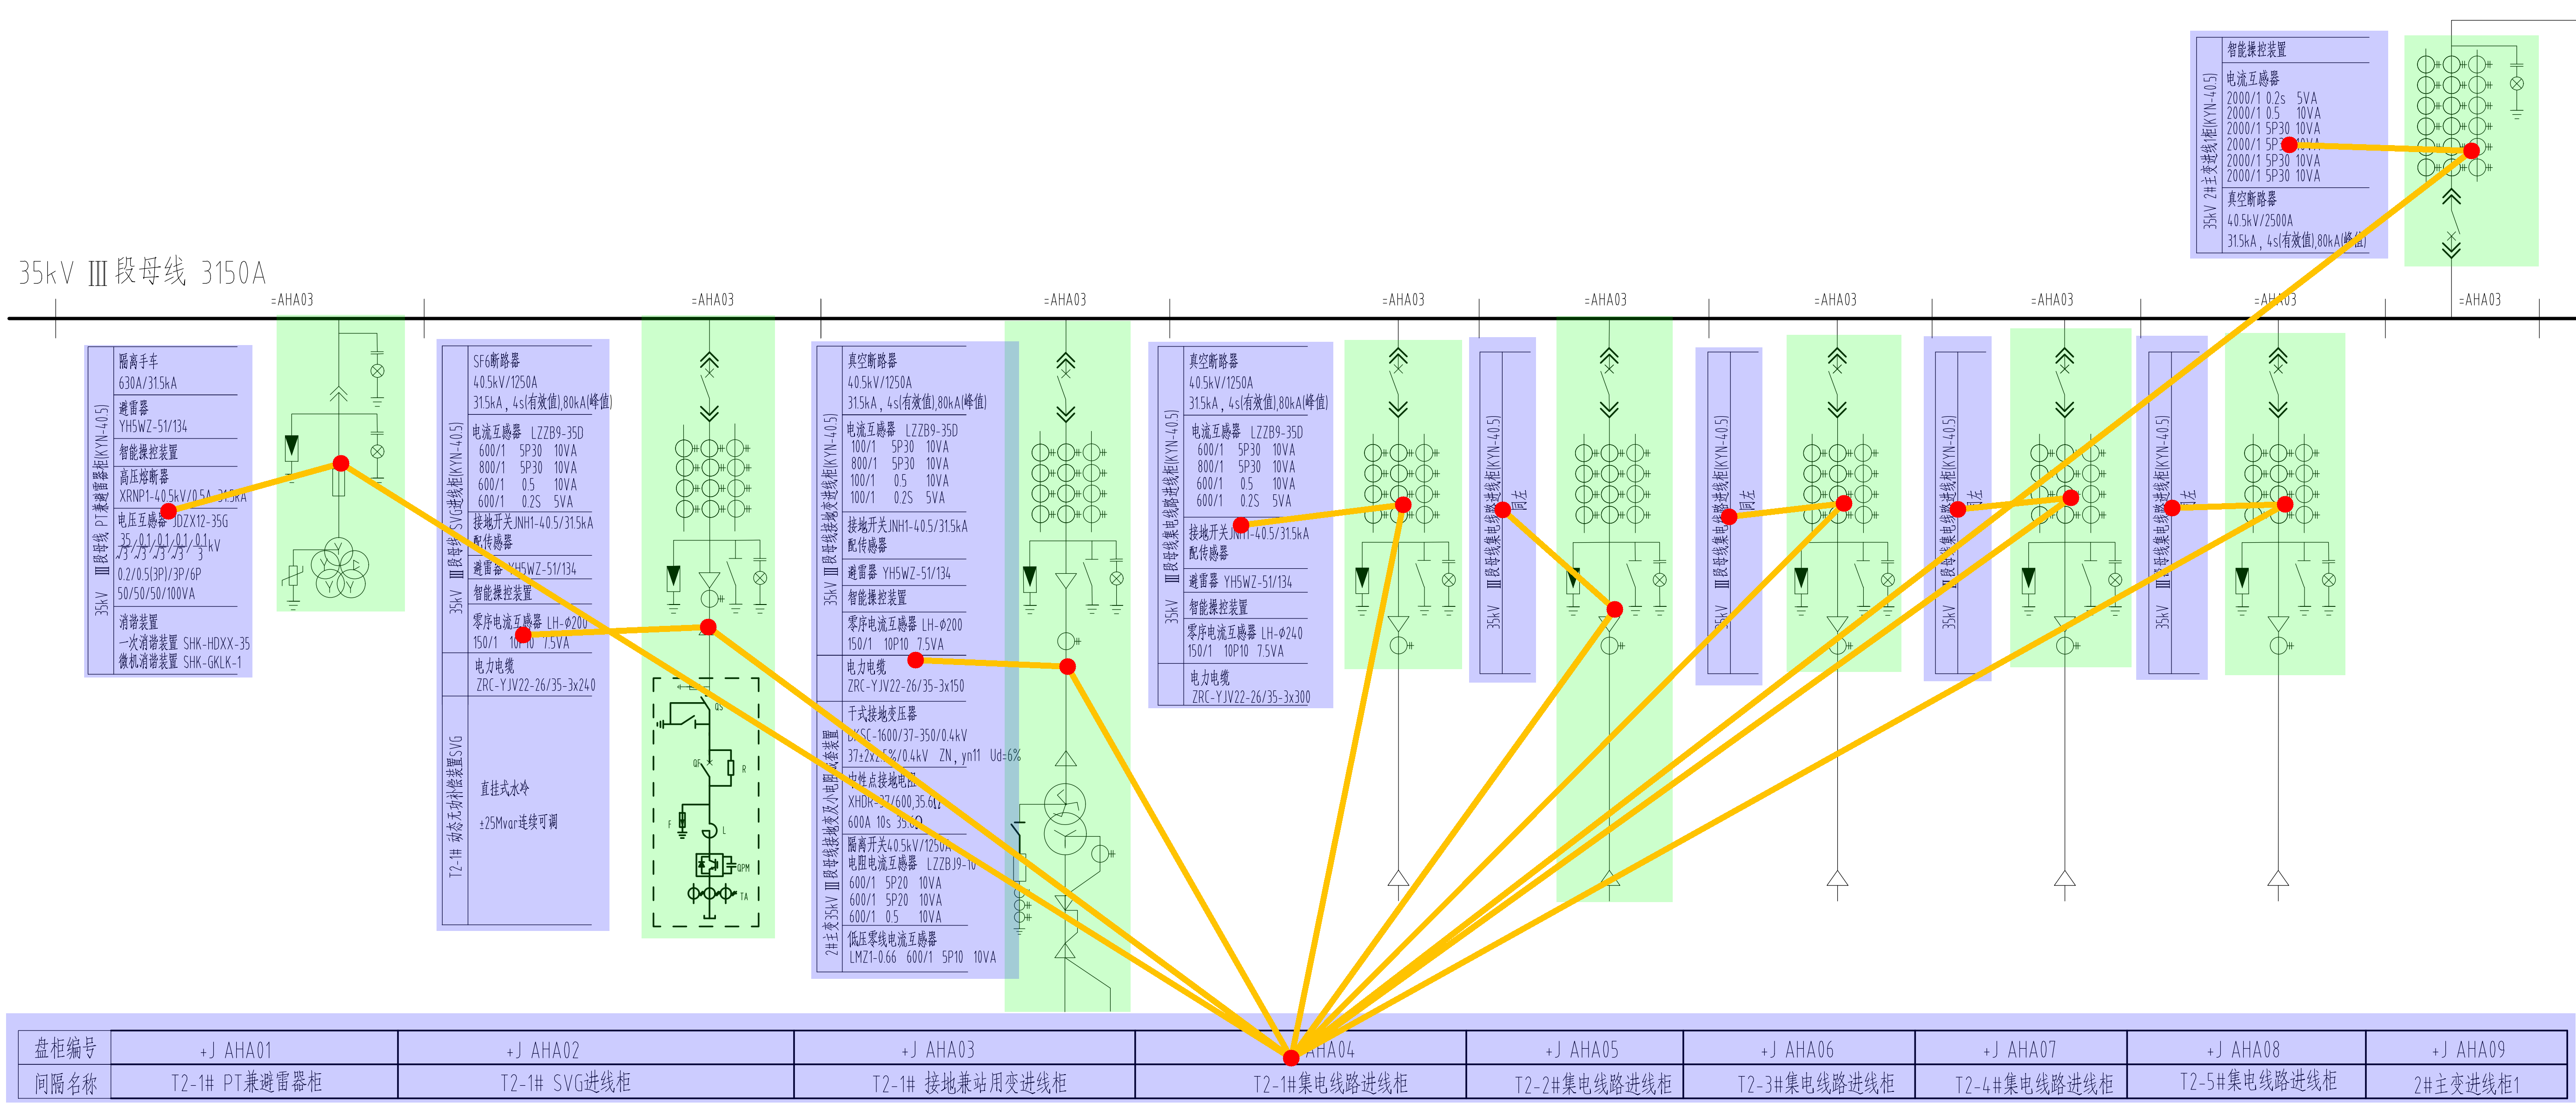 35kV 2#主变进线1柜(KYN-40.5)
智能操控装置
电流互感器
2000/1 0.2s 5VA
2000/1 0.5 10VA
2000/1 5P30 10VA
2000/1 5P30 10VA
2000/1 5P30 10VA
2000/1 5P30 10VA
真空断路器
40.5kV/2500A
31.5kA，4s(有效值),80kA(峰值)
35kV Ⅲ段母线 3150A
=AHA03
=AHA03
=AHA03
=AHA03
=AHA03
=AHA03
=AHA03
=AHA03
=AHA03
35kV Ⅲ段母线 PT兼避雷器柜(KYN-40.5)
隔离手车
630A/31.5kA
避雷器
YH5WZ-51/134
智能操控装置
高压熔断器
XRNP1-40.5kV/0.5A 31.5kA
电压互感器 JDZX12-35G
35/0.1/0.1/0.1/0.1 kV
√3 √3 √3 √3 3
0.2/0.5(3P)/3P/6P
50/50/50/100VA
消谐装置
一次消谐装置 SHK-HDXX-35
微机消谐装置 SHK-GKLK-1
35kV Ⅲ段母线SVG进线柜(KYN-40.5)
SF6断路器
40.5kV/1250A
31.5kA，4s(有效值),80kA(峰值)
电流互感器 LZZB9-35D
600/1 5P30 10VA
800/1 5P30 10VA
600/1 0.5 10VA
600/1 0.2S 5VA
接地开关JNH1-40.5/31.5kA
配传感器
避雷器 YH5WZ-51/134
智能操控装置
零序电流互感器 LH-φ200
150/1 10P10 7.5VA
电力电缆
ZRC-YJV22-26/35-3x240
T2-1# 动态无功补偿装置SVG
直挂式水冷
±25Mvar连续可调
QS
QF
R
F
L
QPM
TA
35kV Ⅲ段母线接地变进线柜(KYN-40.5)
真空断路器
40.5kV/1250A
31.5kA，4s(有效值),80kA(峰值)
电流互感器 LZZB9-35D
100/1 5P30 10VA
800/1 5P30 10VA
100/1 0.5 10VA
100/1 0.2S 5VA
接地开关JNH1-40.5/31.5kA
配传感器
避雷器 YH5WZ-51/134
智能操控装置
零序电流互感器 LH-φ200
150/1 10P10 7.5VA
电力电缆
ZRC-YJV22-26/35-3x150
2#主变35kV Ⅲ段母线接地变及小电阻成套装置
干式接地变压器
DKSC-1600/37-350/0.4kV
37±2x2.5%/0.4kV ZN，yn11 Ud=6%
中性点接地电阻
XHDR-37/600,35.6Ω
600A 10s 35.6Ω
隔离开关40.5kV/1250A
电阻电流互感器 LZZBJ9-10
600/1 5P20 10VA
600/1 5P20 10VA
600/1 0.5 10VA
低压零线电流互感器
LMZ1-0.66 600/1 5P10 10VA
35kV Ⅲ段母线集电线路进线柜(KYN-40.5)
真空断路器
40.5kV/1250A
31.5kA，4s(有效值),80kA(峰值)
电流互感器 LZZB9-35D
600/1 5P30 10VA
800/1 5P30 10VA
600/1 0.5 10VA
600/1 0.2S 5VA
接地开关JNH1-40.5/31.5kA
配传感器
避雷器 YH5WZ-51/134
智能操控装置
零序电流互感器 LH-φ240
150/1 10P10 7.5VA
电力电缆
ZRC-YJV22-26/35-3x300
35kV Ⅲ段母线集电线路进线柜(KYN-40.5)
同左
35kV Ⅲ段母线集电线路进线柜(KYN-40.5)
同左
35kV Ⅲ段母线集电线路进线柜(KYN-40.5)
同左
35kV Ⅲ段母线集电线路进线柜(KYN-40.5)
同左
盘柜编号 +J AHA01 +J AHA02 +J AHA03 AHA04 +J AHA05 +J AHA06 +J AHA07 +J AHA08 +J AHA09
间隔名称 T2-1# PT兼避雷器柜 T2-1# SVG进线柜 T2-1# 接地兼站用变进线柜 T2-1#集电线路进线柜 T2-2#集电线路进线柜 T2-3#集电线路进线柜 T2-4#集电线路进线柜 T2-5#集电线路进线柜 2#主变进线柜1